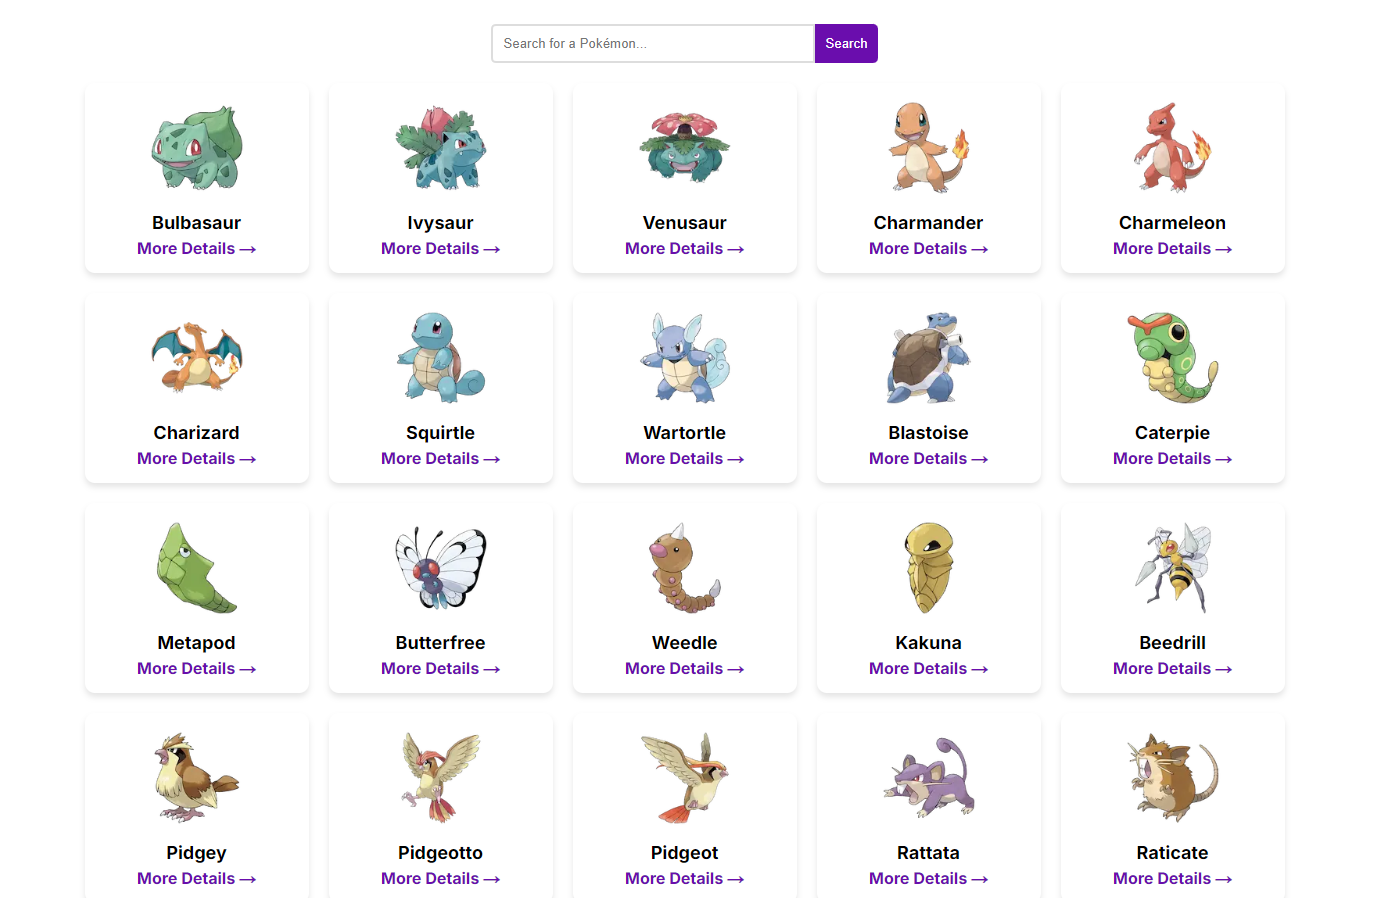 Search for a Pokémon...
Search
Bulbasaur
Ivysaur
Venusaur
Charmander
Charmeleon
More Details →
More Details →
More Details →
More Details →
More Details →
Charizard
Squirtle
Wartortle
Blastoise
Caterpie
More Details →
More Details →
More Details →
More Details →
More Details →
Metapod
Butterfree
Weedle
Kakuna
Beedrill
More Details →
More Details →
More Details →
More Details →
More Details →
Pidgey
Pidgeotto
Pidgeot
Rattata
Raticate
More Details →
More Details →
More Details →
More Details →
More Details →